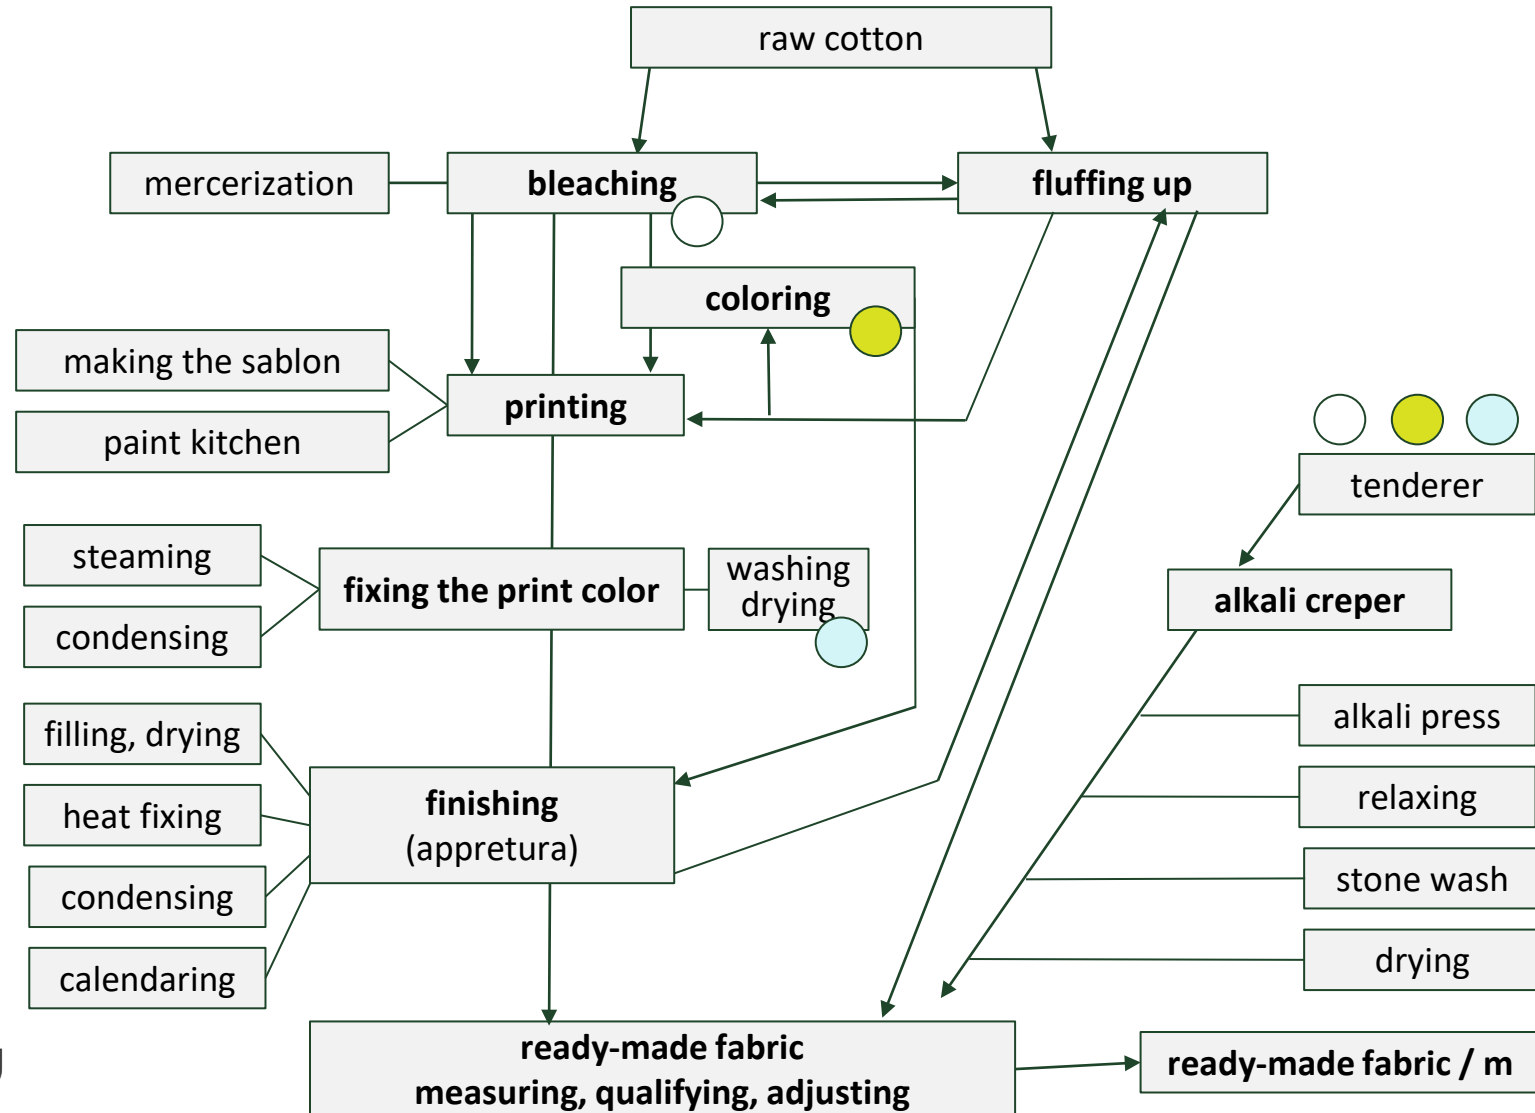 raw cotton
mercerization
bleaching
fluffing up
coloring
making the sablon
printing
paint kitchen
tenderer
steaming
fixing the print color
washing
drying
alkali creper
condensing
alkali press
filling, drying
relaxing
heat fixing
finishing
(appretura)
stone wash
condensing
drying
calendaring
ready-made fabric
measuring, qualifying, adjusting
ready-made fabric / m